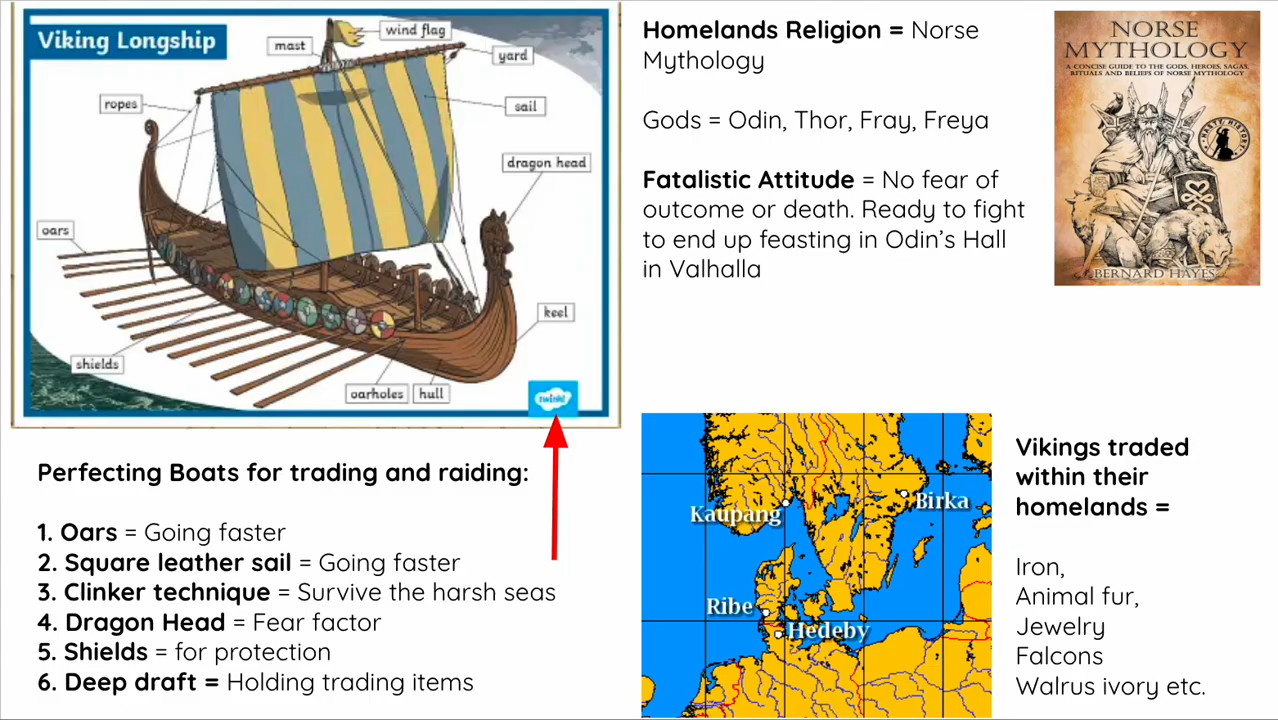 Viking Longship
mast
wind flag
yard
ropes
sail
dragon head
oars
keel
shields
oarholes
hull
twinkl
Perfecting Boats for trading and raiding:
1. Oars = Going faster
2. Square leather sail = Going faster
3. Clinker technique = Survive the harsh seas
4. Dragon Head = Fear factor
5. Shields = for protection
6. Deep draft = Holding trading items
Homelands Religion = Norse
Mythology
Gods = Odin, Thor, Fray, Freya
Fatalistic Attitude = No fear of
outcome or death. Ready to fight
to end up feasting in Odin’s Hall
in Valhalla
NORSE
MYTHOLOGY
A CONCISE GUIDE TO THE GODS, HEROES, SAGAS,
RITUALS AND BELIEFS OF NORSE MYTHOLOGY
HISTORY
BERNARD HAYES
Kaupang
Birka
Ribe
Hedeby
Vikings traded
within their
homelands =
Iron,
Animal fur,
Jewelry
Falcons
Walrus ivory etc.